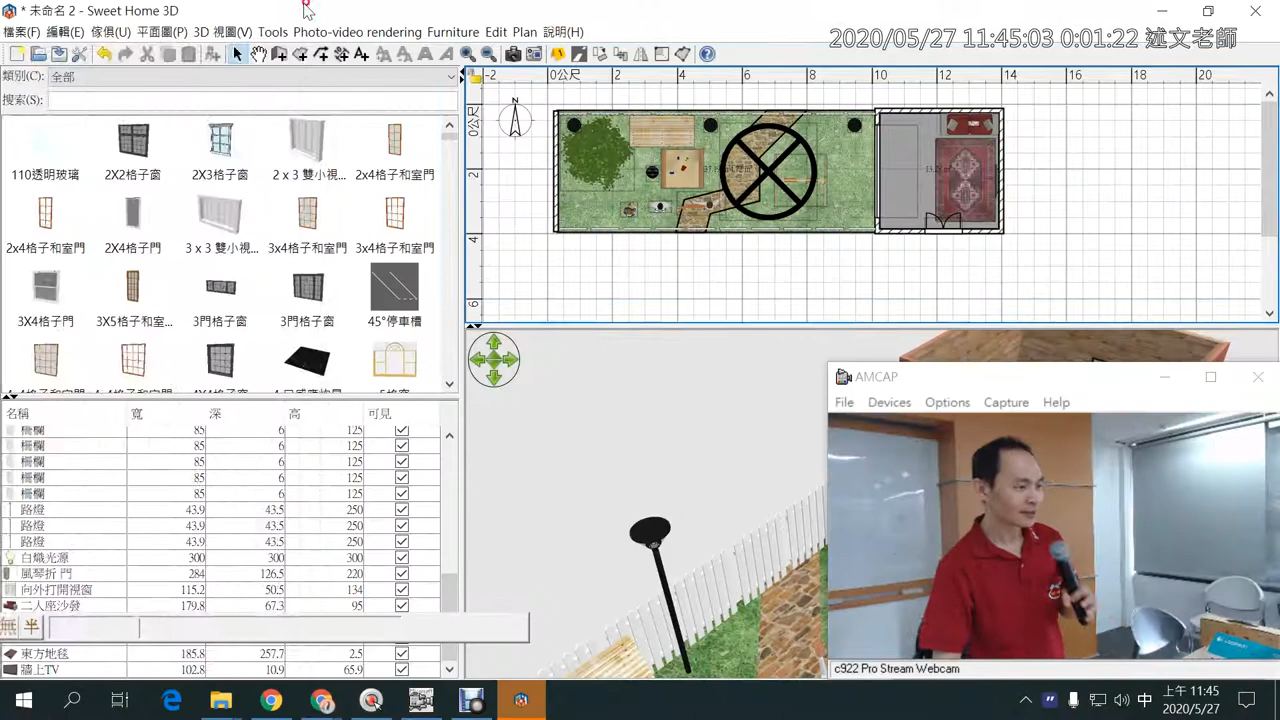 * 未命名 2 - Sweet Home 3D
檔案(F) 編輯(E) 傢俱(U) 平面圖(P) 3D 視圖(V) Tools Photo-video rendering Furniture Edit Plan 說明(H)
2020/05/27 11:45:03 0:01:22 述文老師
類別(C): 全部
搜索(S):
-2 0公尺 2 4 6 8 10 12 14 16 18 20
0公尺
2
4
6
N
110透明玻璃 2X2格子窗 2X3格子窗 2 x 3 雙小視... 2x4格子和室門
2x4格子和室門 2X4格子門 3 x 3 雙小視... 3x4格子和室門 3x4格子和室門
3X4格子門 3X5格子和室... 3門格子窗 3門格子窗 45°停車槽
名稱 寬 深 高 可見
柵欄 85 6 125
柵欄 85 6 125
柵欄 85 6 125
柵欄 85 6 125
柵欄 85 6 125
路燈 43.9 43.5 250
路燈 43.9 43.5 250
路燈 43.9 43.5 250
白熾光源 300 300 300
風琴折 門 284 126.5 220
向外打開視窗 115.2 50.5 134
二人座沙發 179.8 67.3 95
無 半
東方地毯 185.8 257.7 2.5
牆上TV 102.8 10.9 65.9
AMCAP
File Devices Options Capture Help
c922 Pro Stream Webcam
中
上午 11:45
2020/5/27